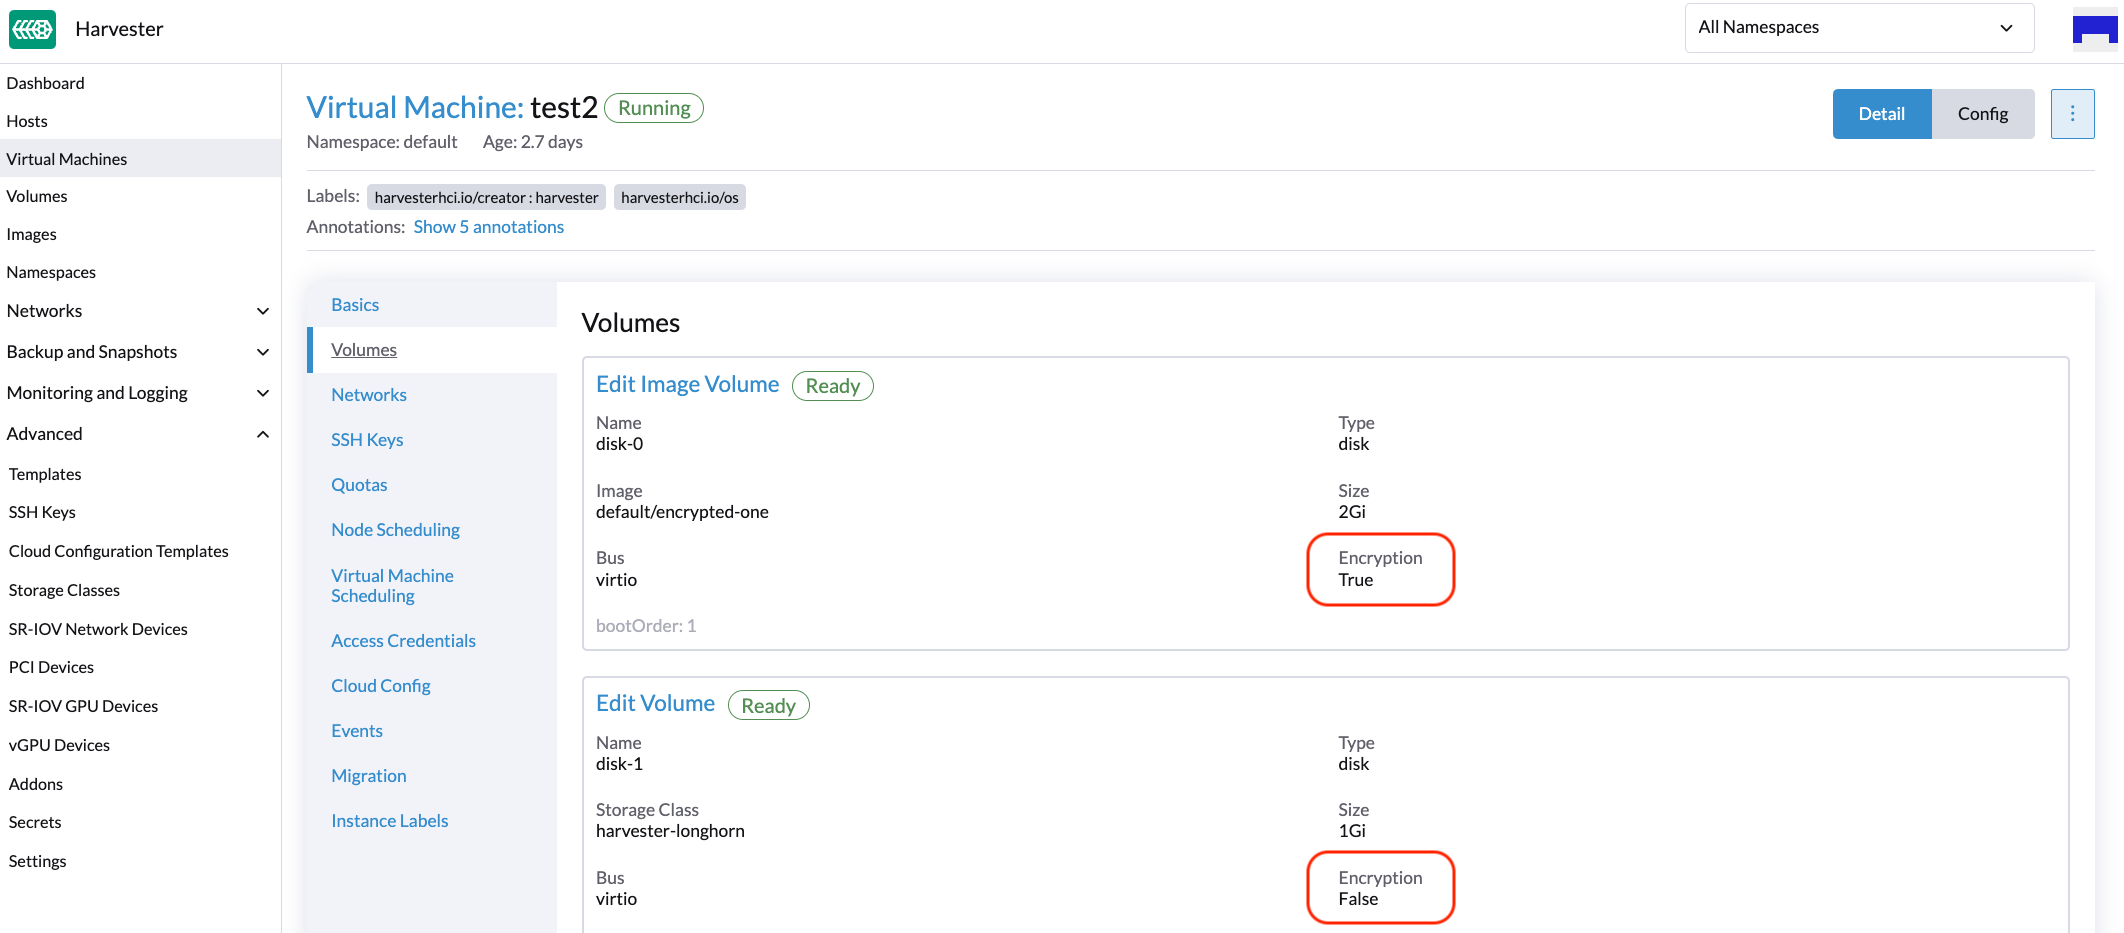 Harvester
All Namespaces
Dashboard
Hosts
Virtual Machines
Volumes
Images
Namespaces
Networks
Backup and Snapshots
Monitoring and Logging
Advanced
Templates
SSH Keys
Cloud Configuration Templates
Storage Classes
SR-IOV Network Devices
PCI Devices
SR-IOV GPU Devices
vGPU Devices
Addons
Secrets
Settings
Virtual Machine: test2 Running
Detail Config
Namespace: default Age: 2.7 days
Labels: harvesterhci.io/creator : harvester harvesterhci.io/os
Annotations: Show 5 annotations
Basics
Volumes
Networks
SSH Keys
Quotas
Node Scheduling
Virtual Machine
Scheduling
Access Credentials
Cloud Config
Events
Migration
Instance Labels
Volumes
Edit Image Volume Ready
Name Type
disk-0 disk
Image Size
default/encrypted-one 2Gi
Bus Encryption
virtio True
bootOrder: 1
Edit Volume Ready
Name Type
disk-1 disk
Storage Class Size
harvester-longhorn 1Gi
Bus Encryption
virtio False